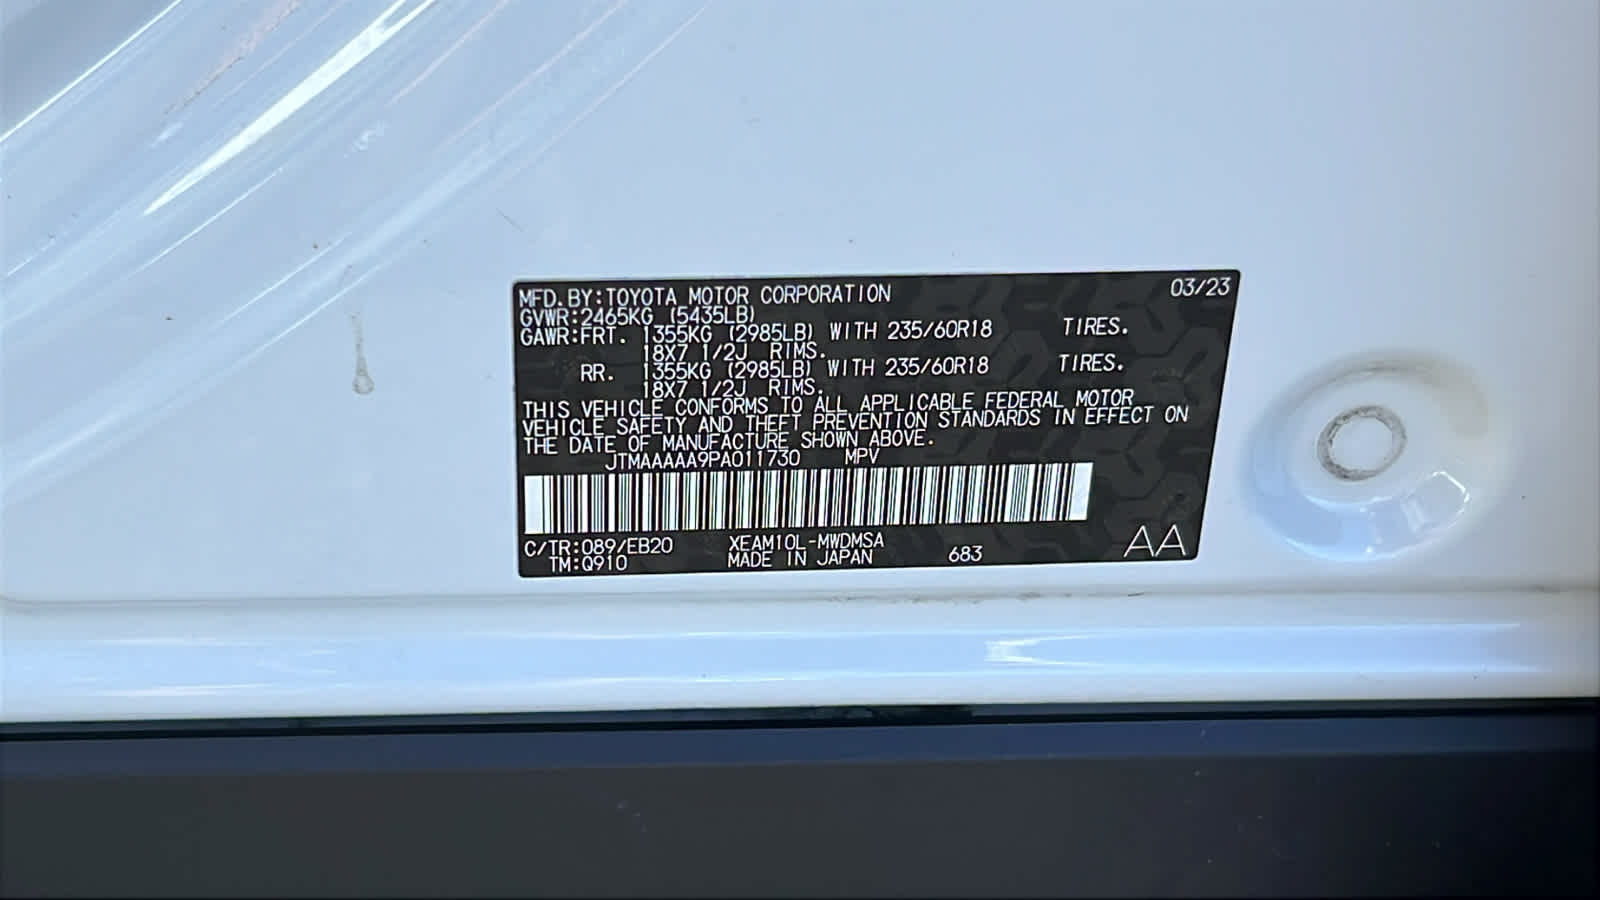 MFD. BY:TOYOTA MOTOR CORPORATION 03/23
GVWR:2465KG (5435LB)
GAWR:FRT. 1355KG (2985LB) WITH 235/60R18 TIRES.
18X7 1/2J RIMS.
RR. 1355KG (2985LB) WITH 235/60R18 TIRES.
18X7 1/2J RIMS.
THIS VEHICLE CONFORMS TO ALL APPLICABLE FEDERAL MOTOR
VEHICLE SAFETY AND THEFT PREVENTION STANDARDS IN EFFECT ON
THE DATE OF MANUFACTURE SHOWN ABOVE.
JTMAAAAA9PA011730 MPV
C/TR:089/EB20 XEAM10L-MWDMSA
TM:Q910 MADE IN JAPAN 683 AA